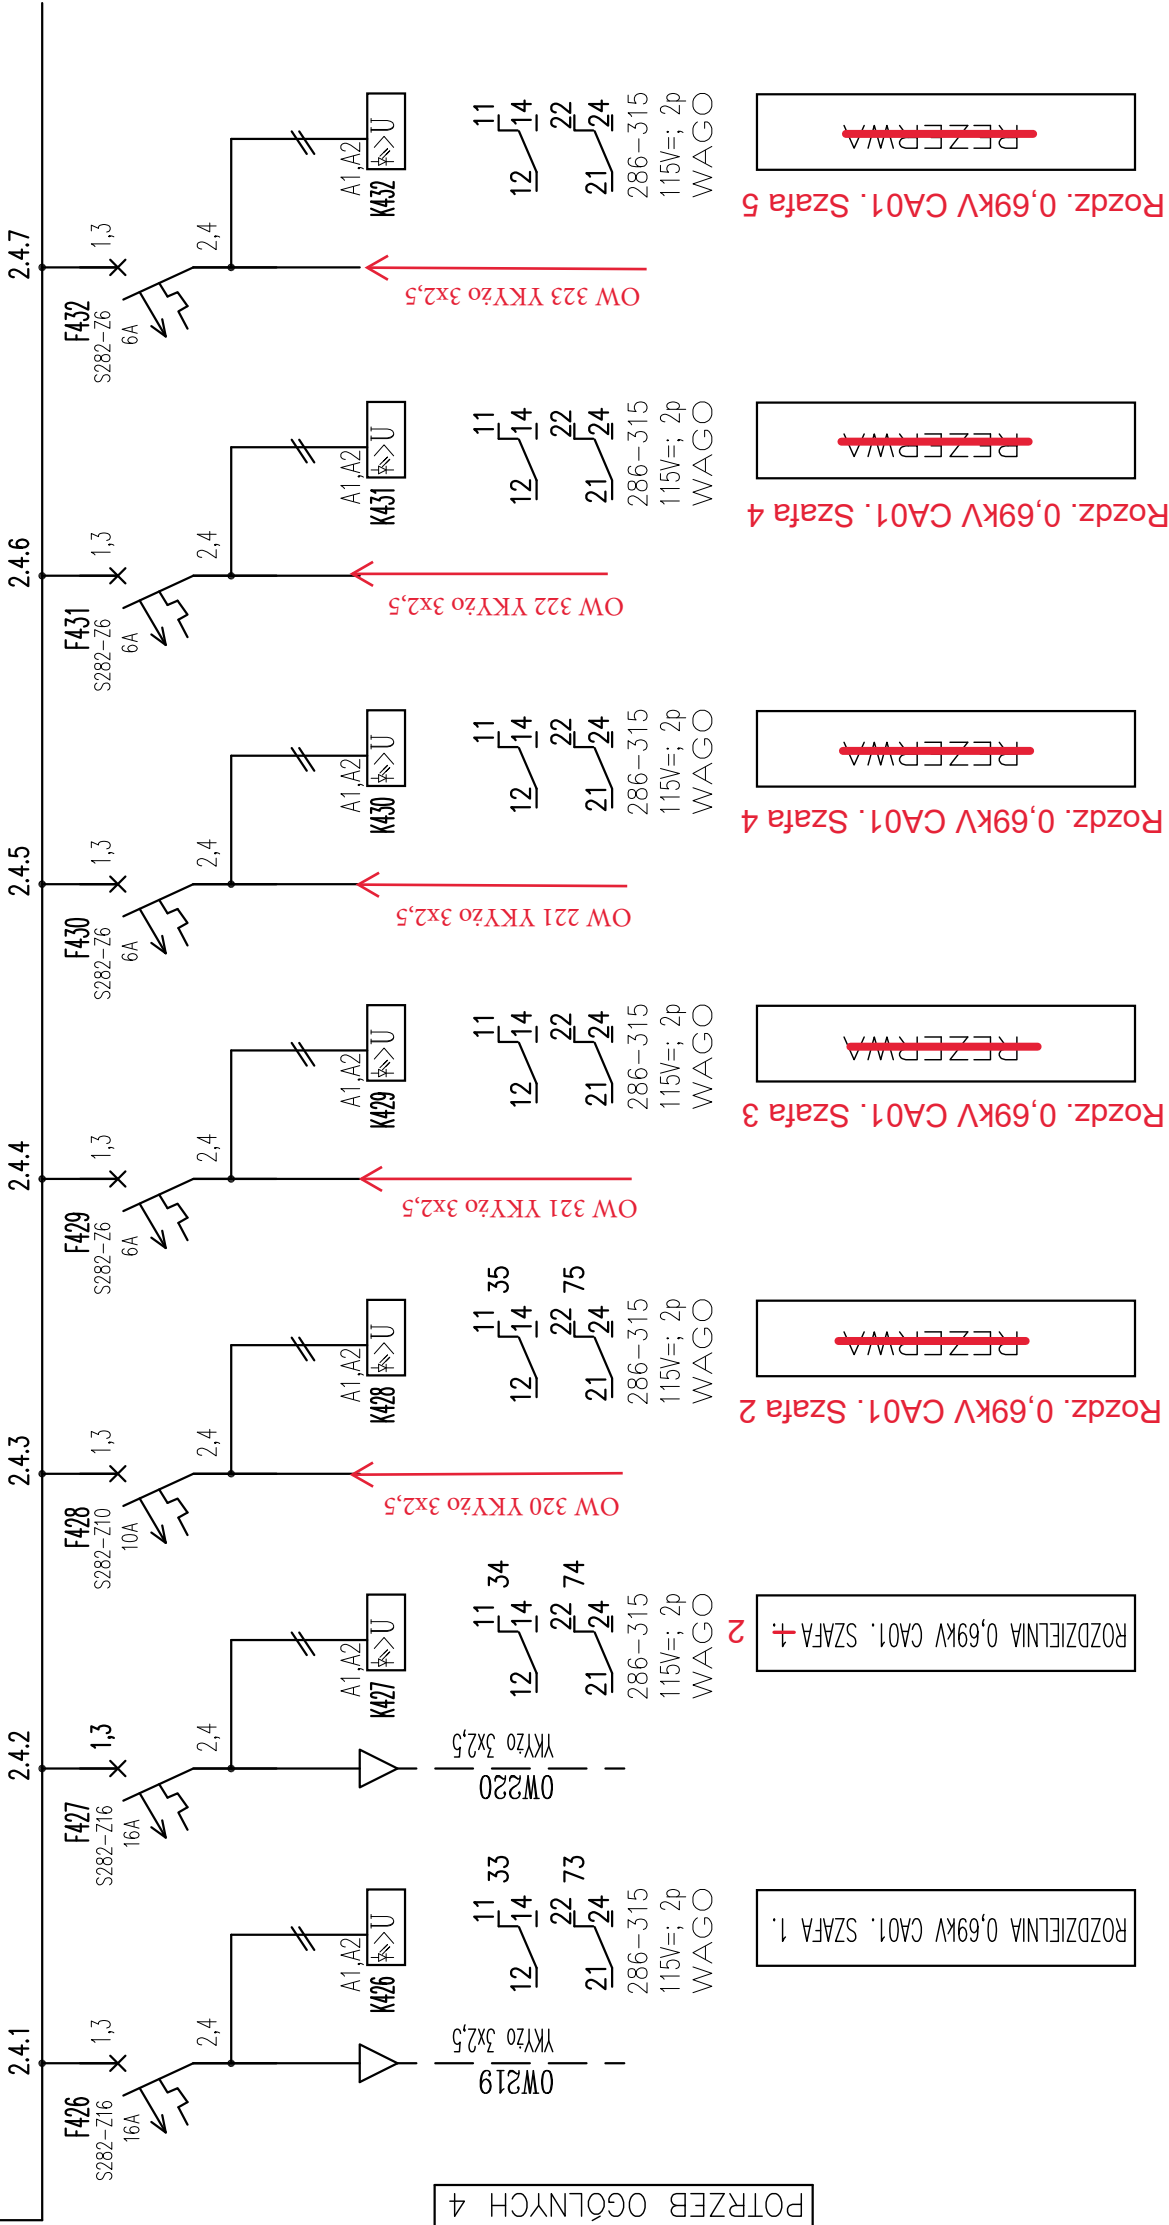 2.4.7
1,3
F432
S282-Z6
6A
2,4
A1,A2
K432
U
11
14
12
22
24
21
286-315
115V=; 2p
WAGO
REZERWA
Rozdz. 0,69kV CA01. Szafa 5
OW 323 YKYżo 3x2,5
2.4.6
1,3
F431
S282-Z6
6A
2,4
A1,A2
K431
U
11
14
12
22
24
21
286-315
115V=; 2p
WAGO
REZERWA
Rozdz. 0,69kV CA01. Szafa 4
OW 322 YKYżo 3x2,5
2.4.5
1,3
F430
S282-Z6
6A
2,4
A1,A2
K430
U
11
14
12
22
24
21
286-315
115V=; 2p
WAGO
REZERWA
Rozdz. 0,69kV CA01. Szafa 4
OW 221 YKYżo 3x2,5
2.4.4
1,3
F429
S282-Z6
6A
2,4
A1,A2
K429
U
11
14
12
22
24
21
286-315
115V=; 2p
WAGO
REZERWA
Rozdz. 0,69kV CA01. Szafa 3
OW 321 YKYżo 3x2,5
2.4.3
1,3
F428
S282-Z10
10A
2,4
A1,A2
K428
U
11
14
35
12
22
24
75
21
286-315
115V=; 2p
WAGO
REZERWA
Rozdz. 0,69kV CA01. Szafa 2
OW 320 YKYżo 3x2,5
2.4.2
1,3
F427
S282-Z16
16A
2,4
A1,A2
K427
U
11
14
34
12
22
24
74
21
286-315
115V=; 2p
WAGO
ROZDZIELNIA 0,69kV CA01. SZAFA 1.
2
YKYżo 3x2,5
OW220
2.4.1
1,3
F426
S282-Z16
16A
2,4
A1,A2
K426
U
11
14
33
12
22
24
73
21
286-315
115V=; 2p
WAGO
ROZDZIELNIA 0,69kV CA01. SZAFA 1.
YKYżo 3x2,5
OW219
POTRZEB OGÓLNYCH 4